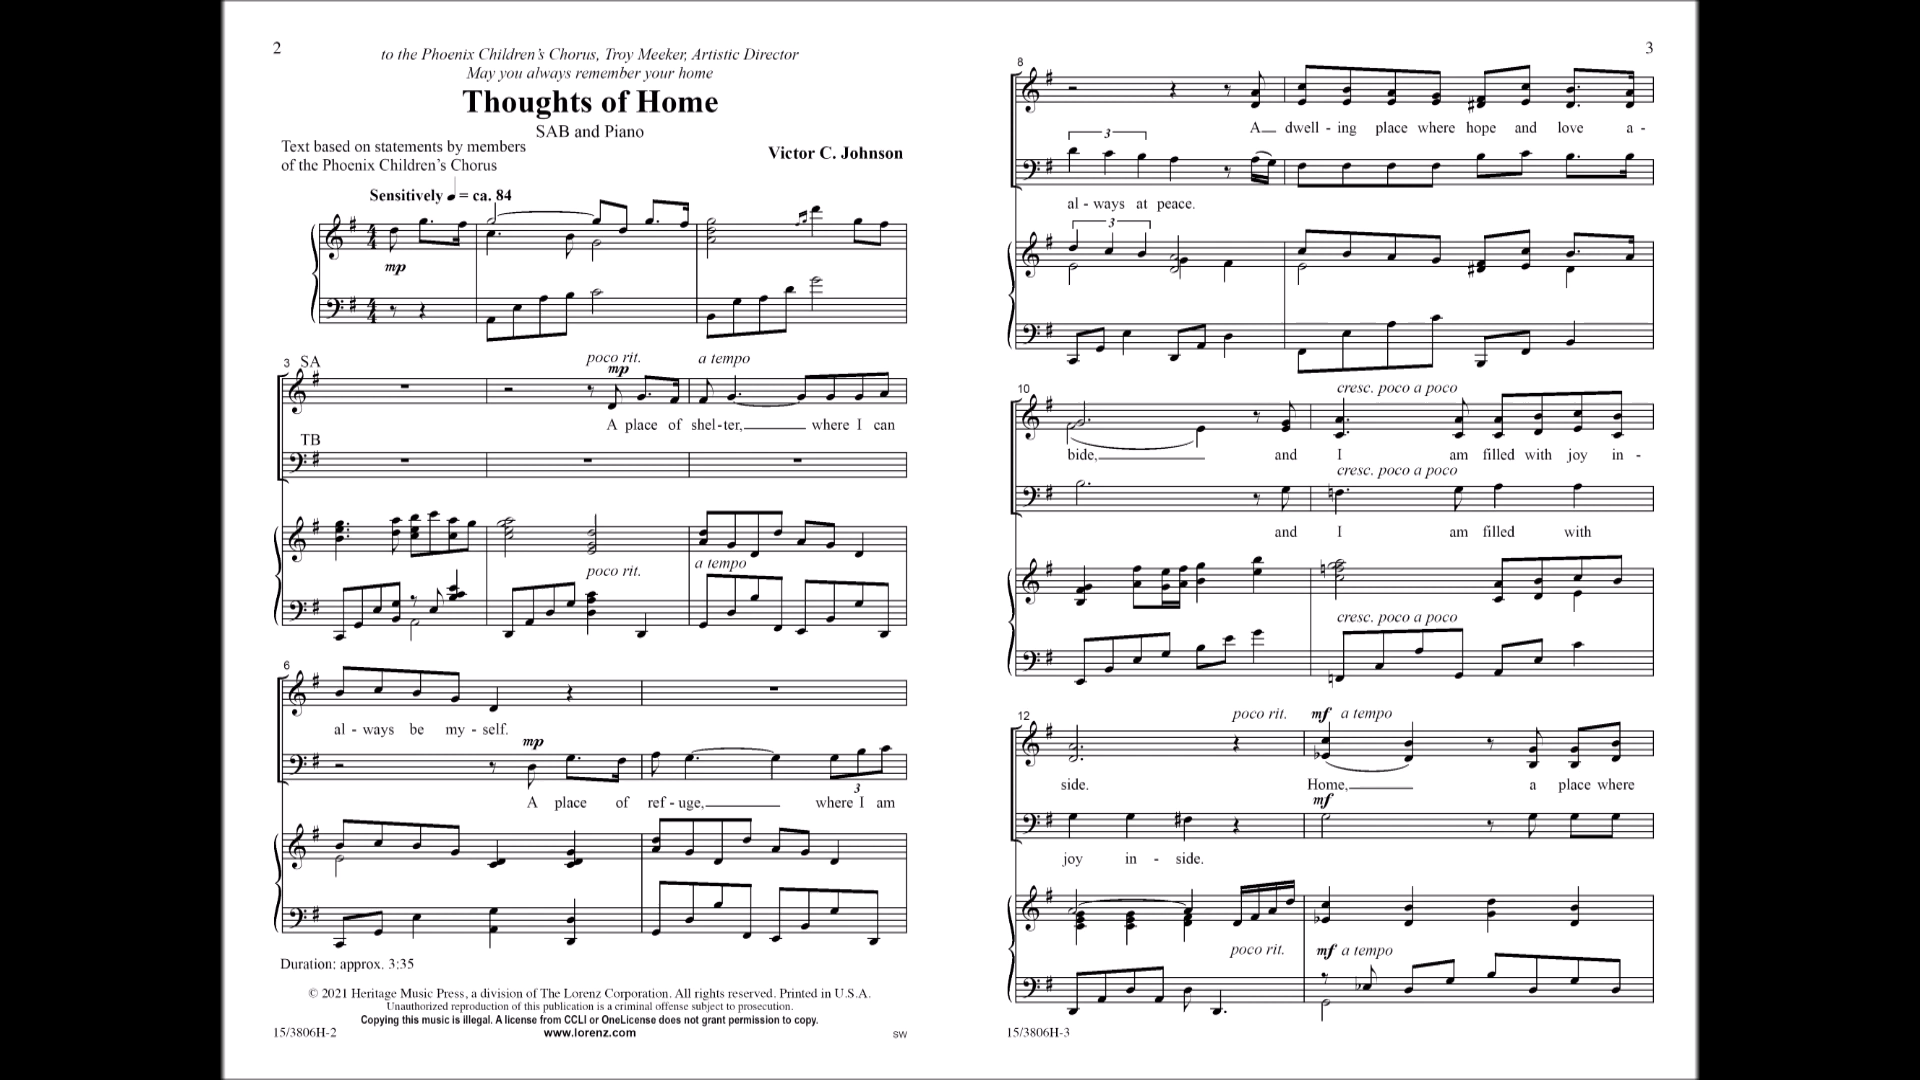 2
to the Phoenix Children's Chorus, Troy Meeker, Artistic Director
May you always remember your home
Thoughts of Home
SAB and Piano
Text based on statements by members
of the Phoenix Children's Chorus
Victor C. Johnson
Sensitively ♩ = ca. 84
mp
3 SA
poco rit.
mp
a tempo
A place of shel - ter, where I can
TB
poco rit.
a tempo
6
al - ways be my - self.
mp
A place of ref - uge, where I am
3
Duration: approx. 3:35
© 2021 Heritage Music Press, a division of The Lorenz Corporation. All rights reserved. Printed in U.S.A.
Unauthorized reproduction of this publication is a criminal offense subject to prosecution.
Copying this music is illegal. A license from CCLI or OneLicense does not grant permission to copy.
www.lorenz.com
15/3806H-2
SW
3
8
A dwell - ing place where hope and love a -
3
al - ways at peace.
3
10
cresc. poco a poco
bide, and I am filled with joy in -
cresc. poco a poco
and I am filled with
cresc. poco a poco
12
poco rit.
mf a tempo
side. Home, a place where
mf
joy in - side.
poco rit.
mf a tempo
15/3806H-3